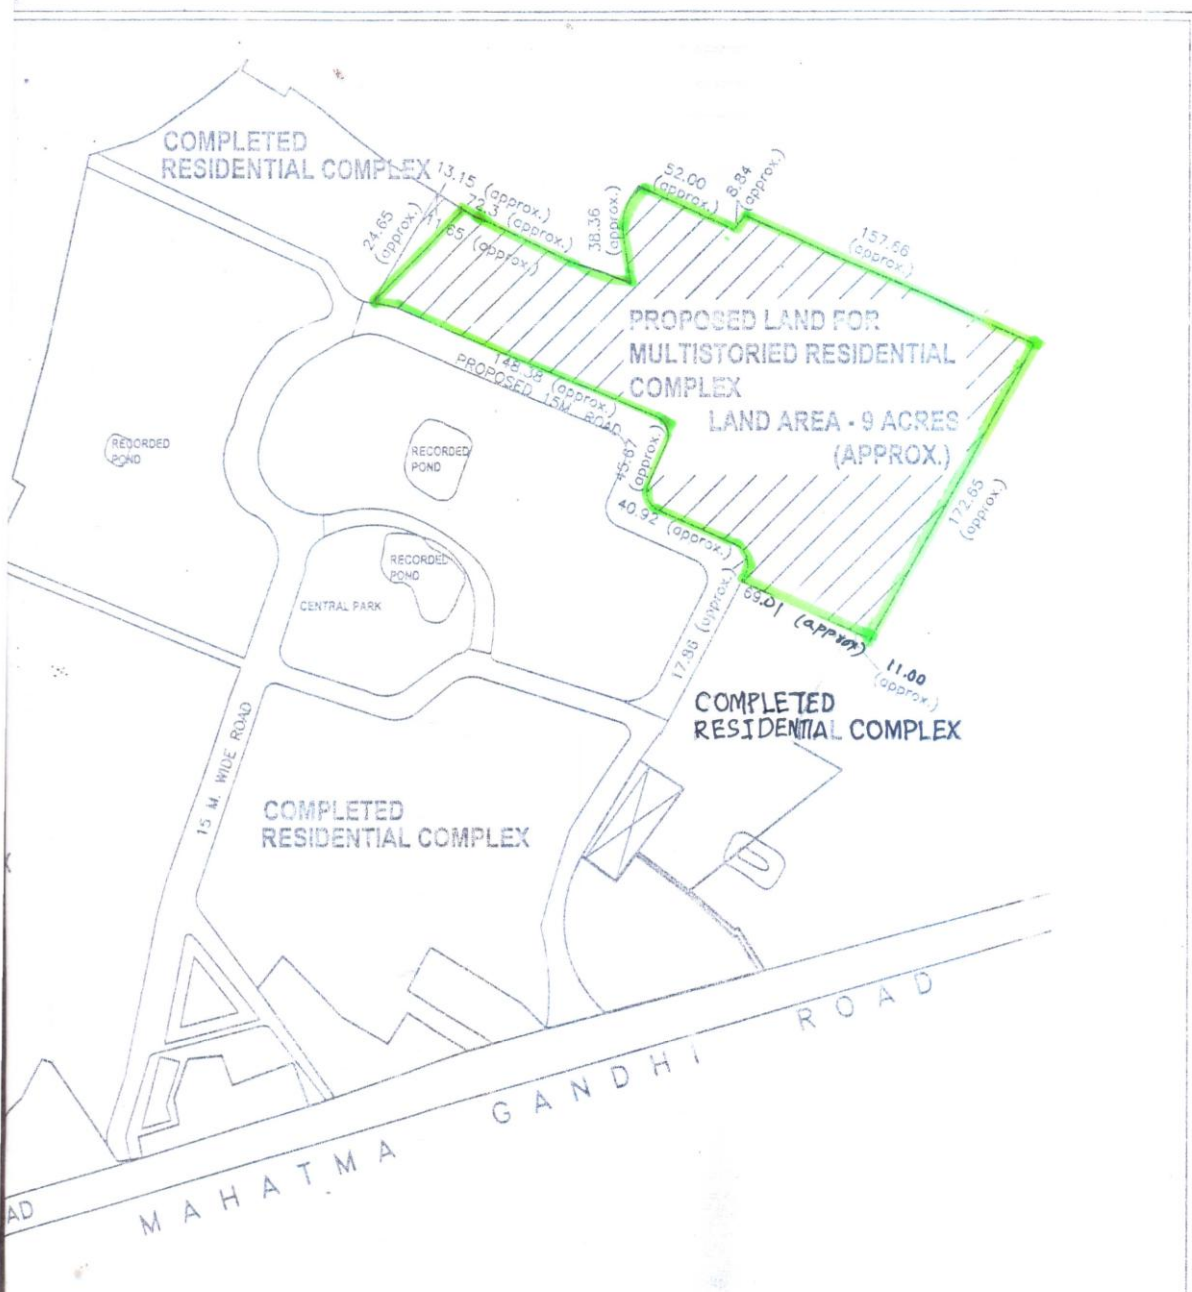 COMPLETED
RESIDENTIAL COMPLEX
13.15 (approx.)
72.3 (approx.)
11.65 (approx.)
24.65
(approx.)
38.36
(approx.)
52.00
(approx.)
8.84
(approx.)
157.66
(approx.)
PROPOSED LAND FOR
MULTISTORIED RESIDENTIAL
COMPLEX
LAND AREA - 9 ACRES
(APPROX.)
148.38 (approx.)
PROPOSED 15M. ROAD
RECORDED
POND
RECORDED
POND
45.67
(approx.)
40.92 (approx.)
172.65
(approx.)
RECORDED
POND
CENTRAL PARK
69.01 (approx)
17.86 (approx.)
11.00
(approx.)
COMPLETED
RESIDENTIAL COMPLEX
15 M. WIDE ROAD
COMPLETED
RESIDENTIAL COMPLEX
MAHATMA GANDHI ROAD
AD